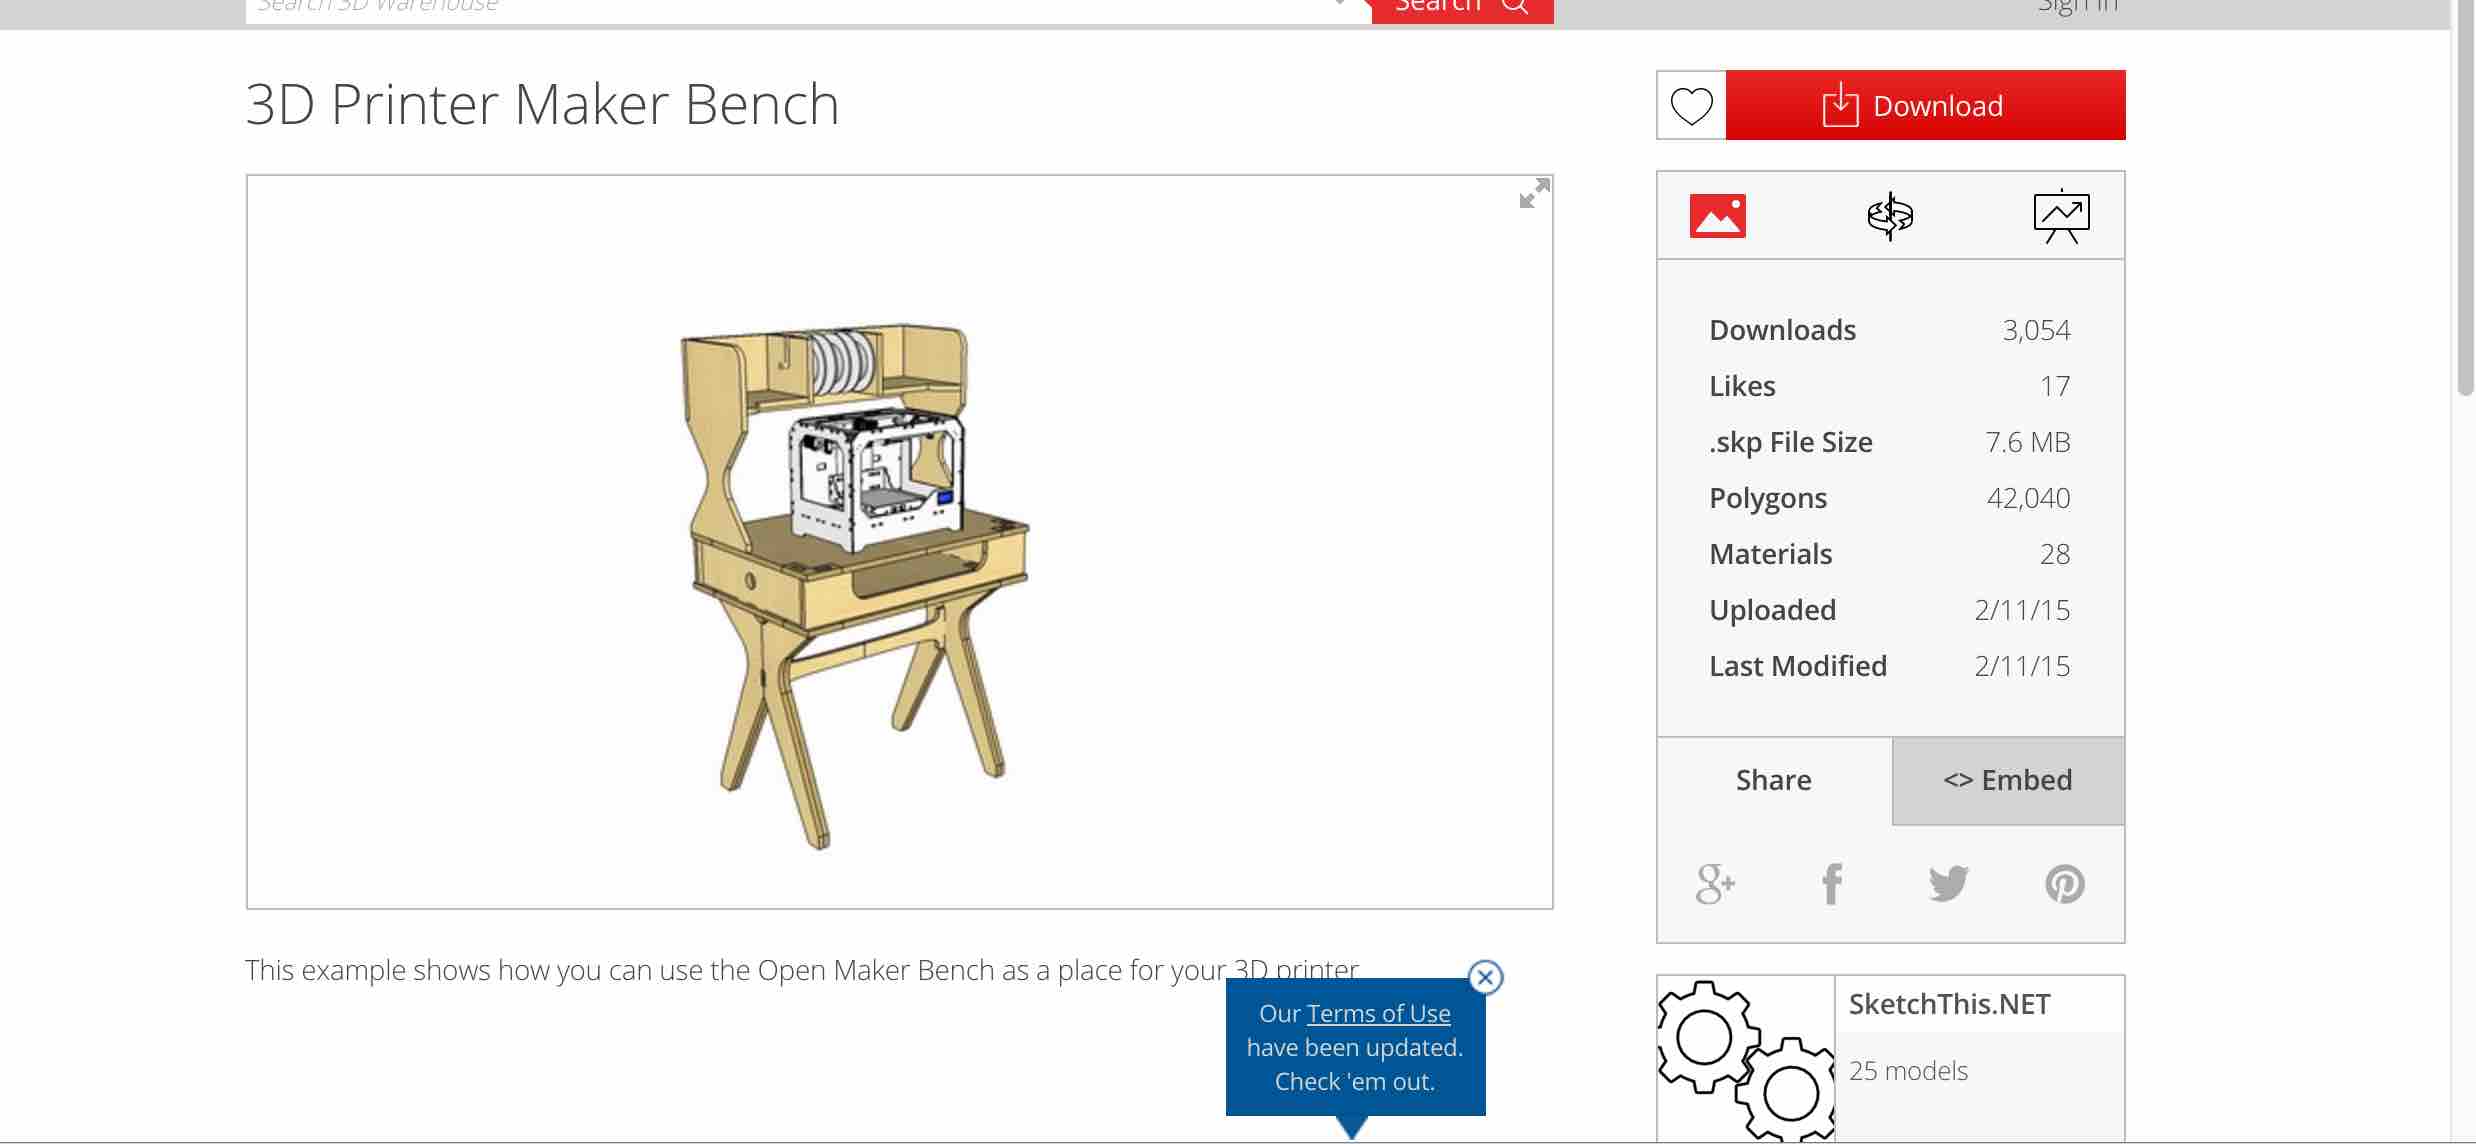 Search 3D Warehouse
Search
Sign In
3D Printer Maker Bench
Download
Downloads 3,054
Likes 17
.skp File Size 7.6 MB
Polygons 42,040
Materials 28
Uploaded 2/11/15
Last Modified 2/11/15
Share
<> Embed
g+
This example shows how you can use the Open Maker Bench as a place for your 3D printer
Our Terms of Use
have been updated.
Check 'em out.
SketchThis.NET
25 models